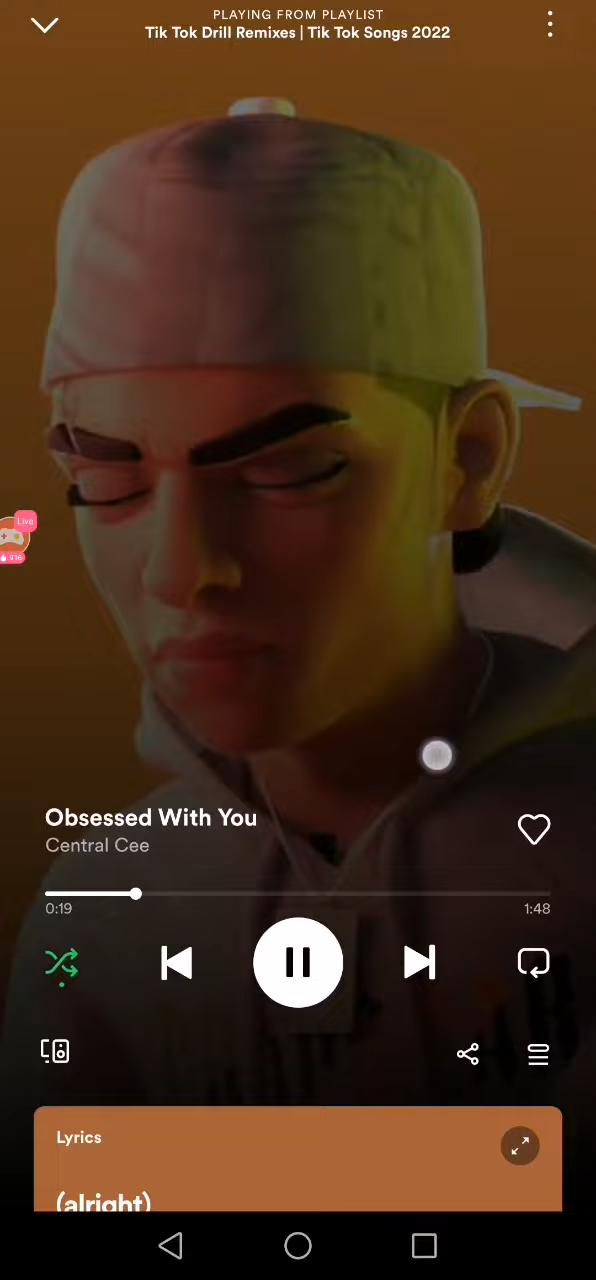 PLAYING FROM PLAYLIST
Tik Tok Drill Remixes | Tik Tok Songs 2022
Live
916
Obsessed With You
Central Cee
0:19
1:48
Lyrics
(alright)